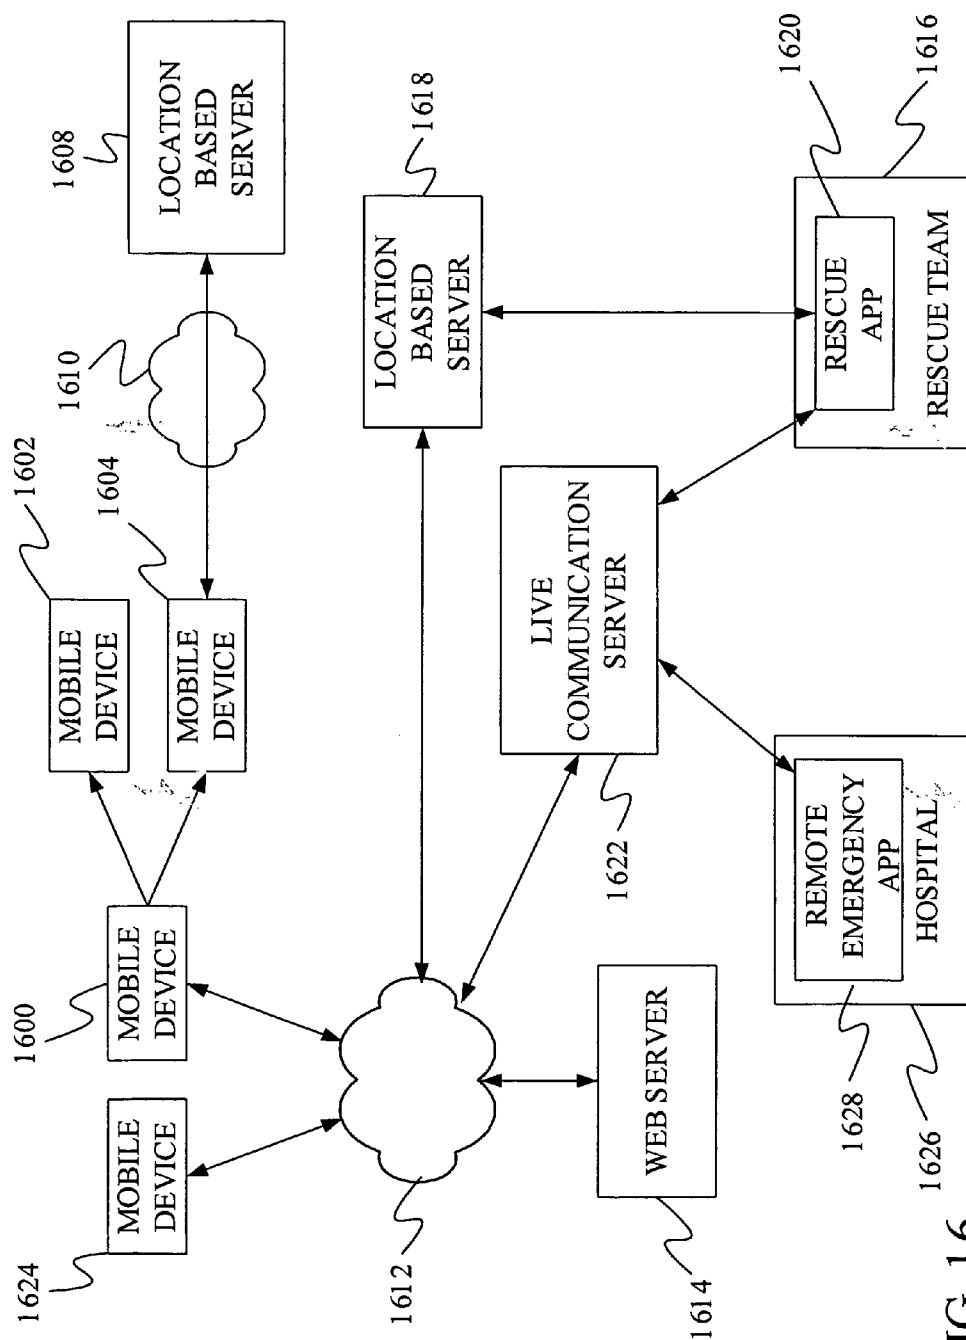 1624
MOBILE
DEVICE
1600
MOBILE
DEVICE
MOBILE
DEVICE
1602
MOBILE
DEVICE
1604
1610
1608
LOCATION
BASED
SERVER
1612
LOCATION
BASED
SERVER
1618
LIVE
COMMUNICATION
SERVER
1622
WEB SERVER
1614
REMOTE
EMERGENCY
APP
HOSPITAL
1628
1626
RESCUE
APP
RESCUE TEAM
1620
1616
IG. 16